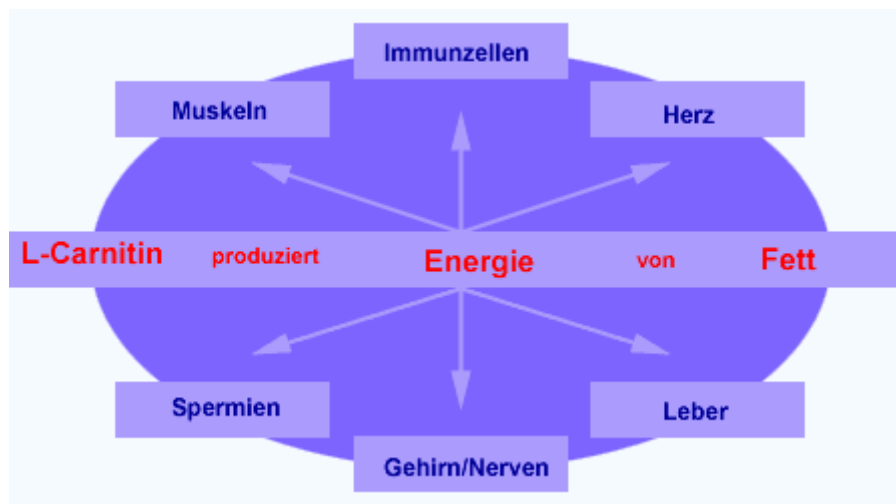 Immunzellen
Muskeln
Herz
L-Carnitin produziert Energie von Fett
Spermien
Leber
Gehirn/Nerven